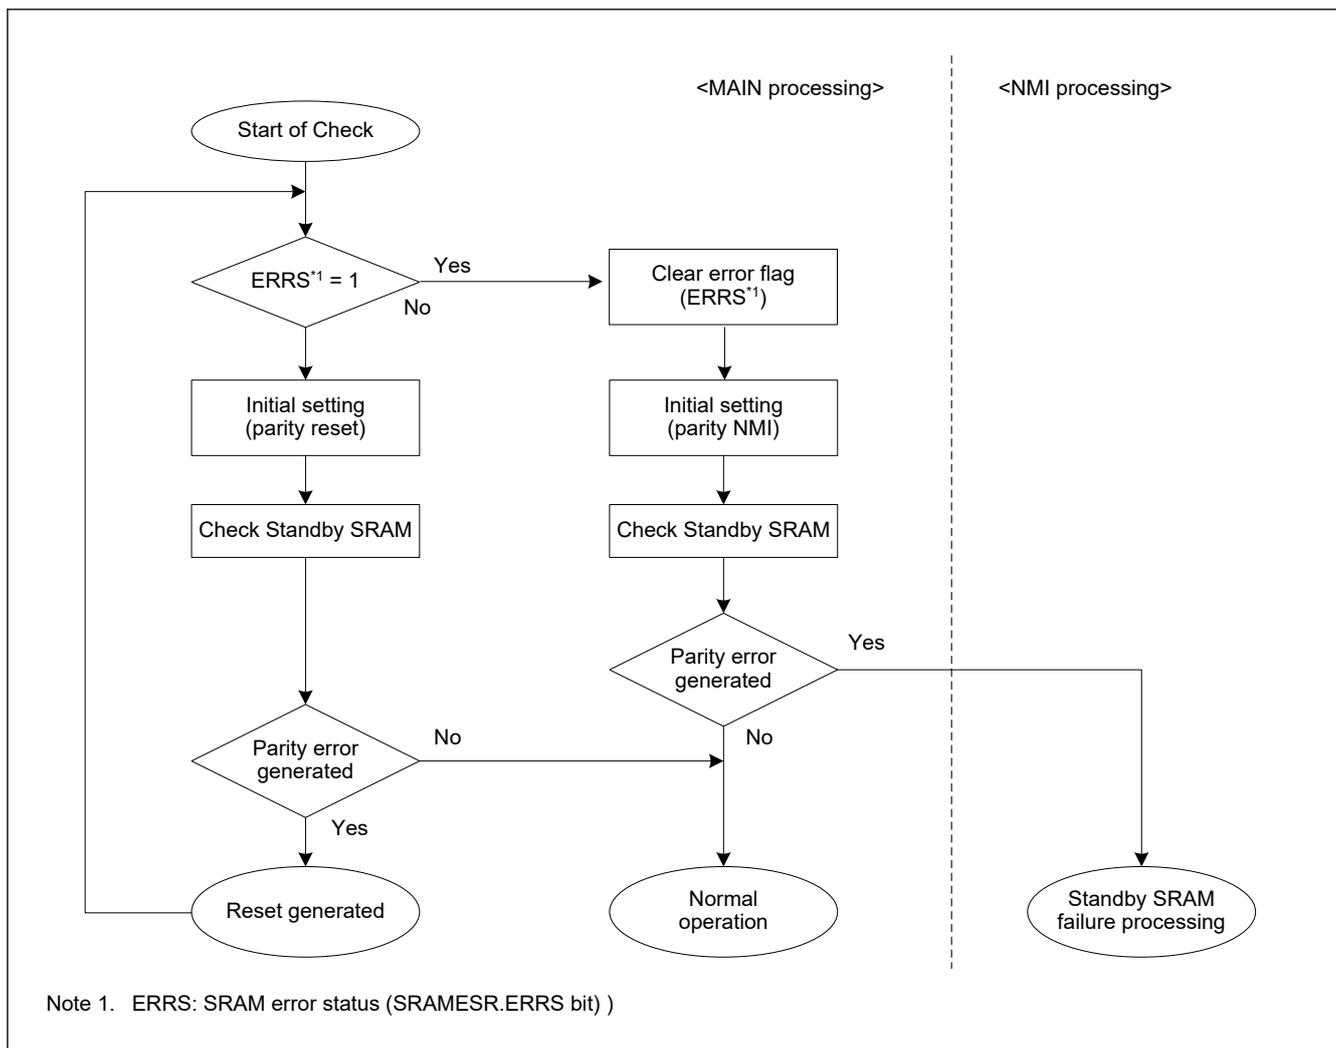 <MAIN processing>
<NMI processing>
Start of Check
ERRS*1 = 1
Yes
No
Clear error flag
(ERRS*1)
Initial setting
(parity reset)
Initial setting
(parity NMI)
Check Standby SRAM
Check Standby SRAM
Parity error
generated
Yes
No
Parity error
generated
No
Yes
Reset generated
Normal
operation
Standby SRAM
failure processing
Note 1. ERRS: SRAM error status (SRAMESR.ERRS bit) )